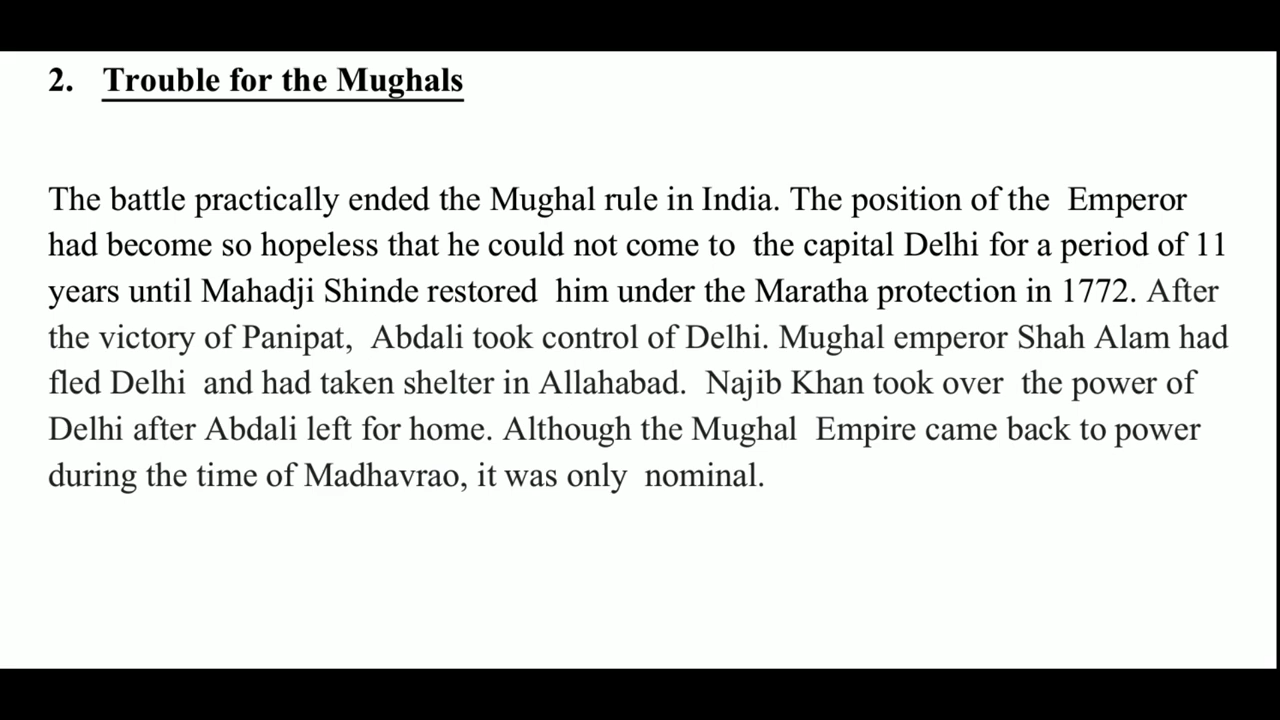 2. Trouble for the Mughals
The battle practically ended the Mughal rule in India. The position of the Emperor
had become so hopeless that he could not come to the capital Delhi for a period of 11
years until Mahadji Shinde restored him under the Maratha protection in 1772. After
the victory of Panipat, Abdali took control of Delhi. Mughal emperor Shah Alam had
fled Delhi and had taken shelter in Allahabad. Najib Khan took over the power of
Delhi after Abdali left for home. Although the Mughal Empire came back to power
during the time of Madhavrao, it was only nominal.